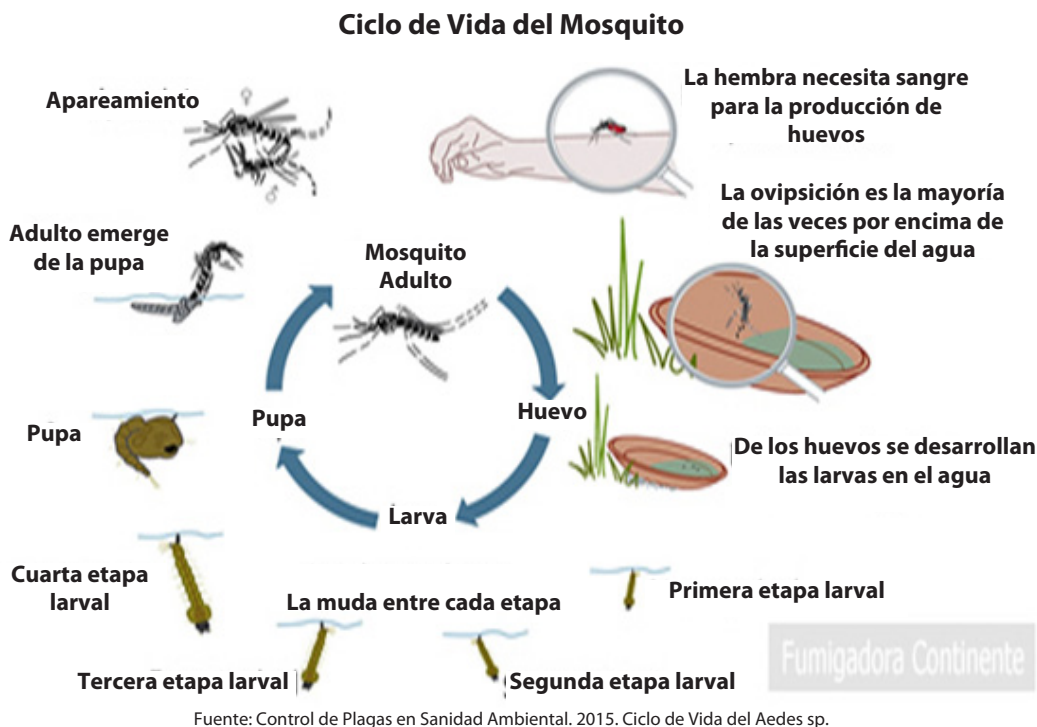 Ciclo de Vida del Mosquito
Apareamiento
La hembra necesita sangre
para la producción de
huevos
La ovipsición es la mayoría
de las veces por encima de
la superficie del agua
Adulto emerge
de la pupa
Mosquito
Adulto
Pupa
Pupa
Huevo
De los huevos se desarrollan
las larvas en el agua
Larva
Cuarta etapa
larval
La muda entre cada etapa
Primera etapa larval
Tercera etapa larval
Segunda etapa larval
Fumigadora Continente
Fuente: Control de Plagas en Sanidad Ambiental. 2015. Ciclo de Vida del Aedes sp.